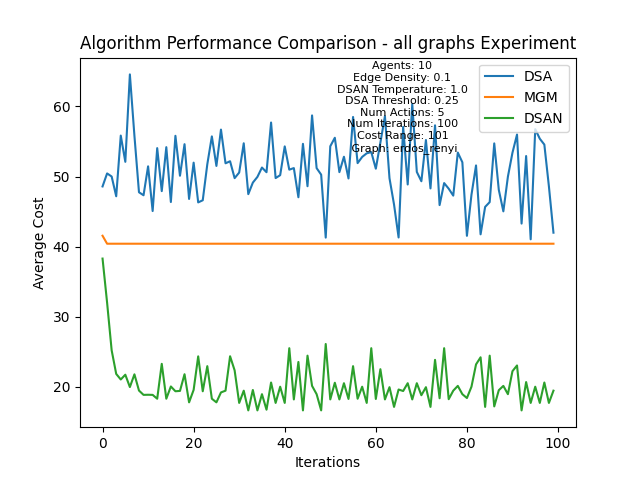 Algorithm Performance Comparison - all graphs Experiment
Agents: 10
Edge Density: 0.1
DSAN Temperature: 1.0
DSA Threshold: 0.25
Num Actions: 5
Num Iterations: 100
Cost Range: 101
Graph: erdos_renyi
DSA
MGM
DSAN
Average Cost
60
50
40
30
20
0
20
40
60
80
100
Iterations